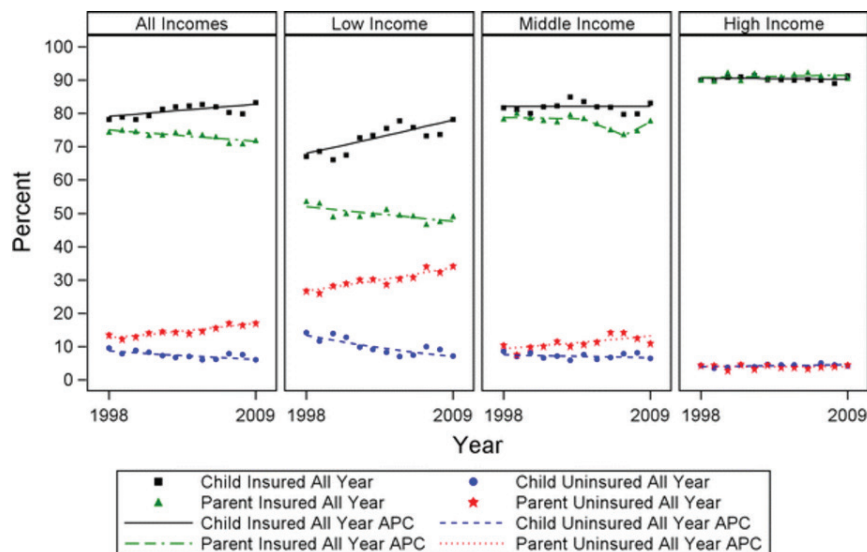 All Incomes Low Income Middle Income High Income
100
90
80
70
60
50
40
30
20
10
0
Percent
1998 2009 1998 2009 1998 2009 1998 2009
Year
Child Insured All Year Child Uninsured All Year
Parent Insured All Year Parent Uninsured All Year
Child Insured All Year APC Child Uninsured All Year APC
Parent Insured All Year APC Parent Uninsured All Year APC